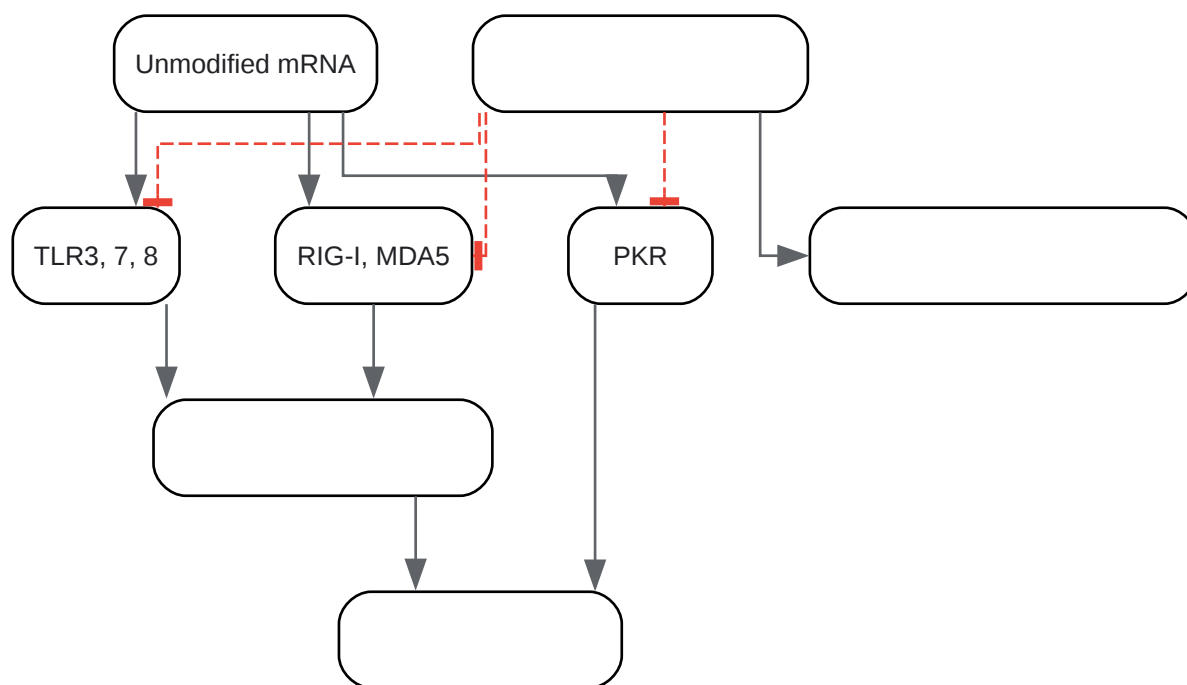 Unmodified mRNA
TLR3, 7, 8
RIG-I, MDA5
PKR